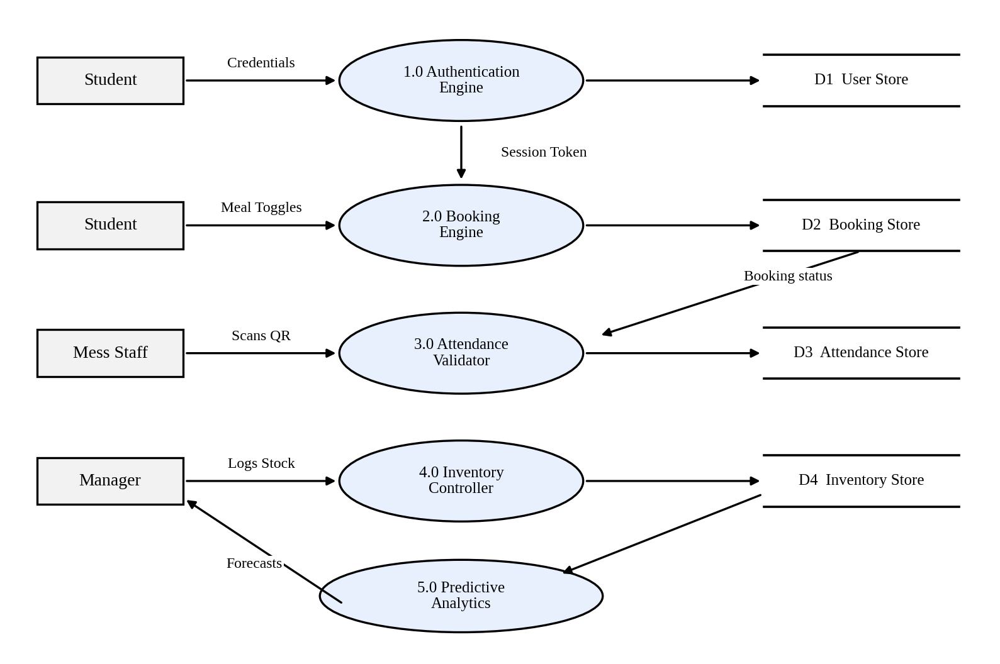 Student
Credentials
1.0 Authentication
Engine
D1  User Store
Session Token
Student
Meal Toggles
2.0 Booking
Engine
D2  Booking Store
Booking status
Mess Staff
Scans QR
3.0 Attendance
Validator
D3  Attendance Store
Manager
Logs Stock
4.0 Inventory
Controller
D4  Inventory Store
Forecasts
5.0 Predictive
Analytics